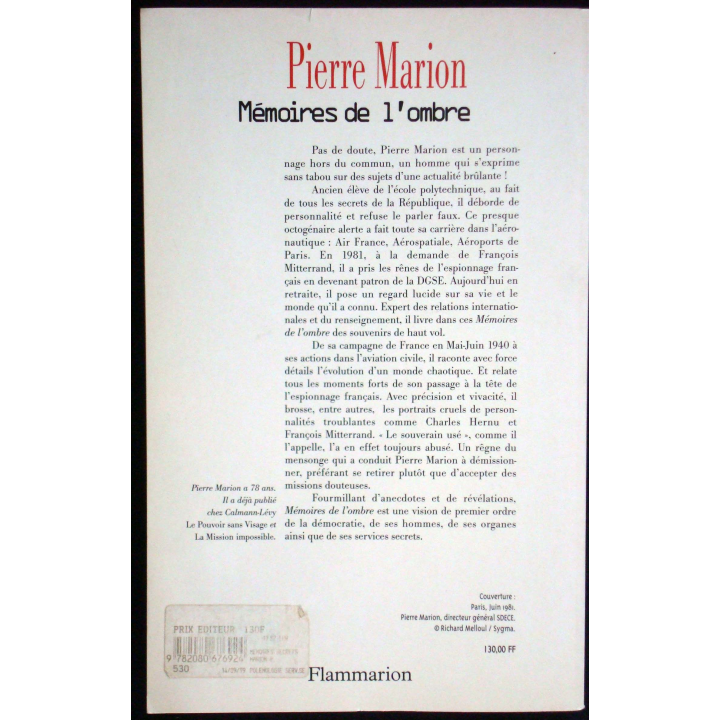 Pierre Marion
Mémoires de l'ombre
Pas de doute, Pierre Marion est un person-
nage hors du commun, un homme qui s'exprime
sans tabou sur des sujets d'une actualité brûlante !
Ancien élève de l'école polytechnique, au fait
de tous les secrets de la République, il déborde de
personnalité et refuse le parler faux. Ce presque
octogénaire alerte a fait toute sa carrière dans l'aéro-
nautique : Air France, Aérospatiale, Aéroports de
Paris. En 1981, à la demande de François
Mitterrand, il a pris les rênes de l'espionnage fran-
çais en devenant patron de la DGSE. Aujourd'hui en
retraite, il pose un regard lucide sur sa vie et le
monde qu'il a connu. Expert des relations internatio-
nales et du renseignement, il livre dans ces Mémoires
de l'ombre des souvenirs de haut vol.
De sa campagne de France en Mai-Juin 1940 à
ses actions dans l'aviation civile, il raconte avec force
détails l'évolution d'un monde chaotique. Et relate
tous les moments forts de son passage à la tête de
l'espionnage français. Avec précision et vivacité, il
brosse, entre autres, les portraits cruels de person-
nalités troublantes comme Charles Hernu et
François Mitterrand. « Le souverain usé », comme il
l'appelle, l'a en effet toujours abusé. Un règne du
mensonge qui a conduit Pierre Marion à démission-
ner, préférant se retirer plutôt que d'accepter des
missions douteuses.
Fourmillant d'anecdotes et de révélations,
Mémoires de l'ombre est une vision de premier ordre
de la démocratie, de ses hommes, de ses organes
ainsi que de ses services secrets.
Pierre Marion a 78 ans.
Il a déjà publié
chez Calmann-Lévy
Le Pouvoir sans Visage et
La Mission impossible.
Couverture :
Paris, Juin 1981.
Pierre Marion, directeur général SDECE.
© Richard Melloul / Sygma.
130,00 FF
PRIX EDITEUR 130F
9 782080 676924
530
Flammarion